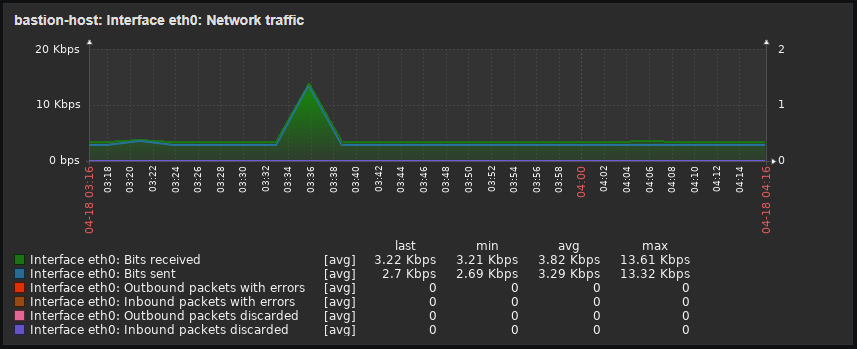 bastion-host: Interface eth0: Network traffic
20 Kbps 2
10 Kbps 1
0 bps 0
04-18 03:16 03:18 03:20 03:22 03:24 03:26 03:28 03:30 03:32 03:34 03:36 03:38 03:40 03:42 03:44 03:46 03:48 03:50 03:52 03:54 03:56 03:58 04:00 04:02 04:04 04:06 04:08 04:10 04:12 04:14 04-18 04:16
last min avg max
Interface eth0: Bits received [avg] 3.22 Kbps 3.21 Kbps 3.82 Kbps 13.61 Kbps
Interface eth0: Bits sent [avg] 2.7 Kbps 2.69 Kbps 3.29 Kbps 13.32 Kbps
Interface eth0: Outbound packets with errors [avg] 0 0 0 0
Interface eth0: Inbound packets with errors [avg] 0 0 0 0
Interface eth0: Outbound packets discarded [avg] 0 0 0 0
Interface eth0: Inbound packets discarded [avg] 0 0 0 0